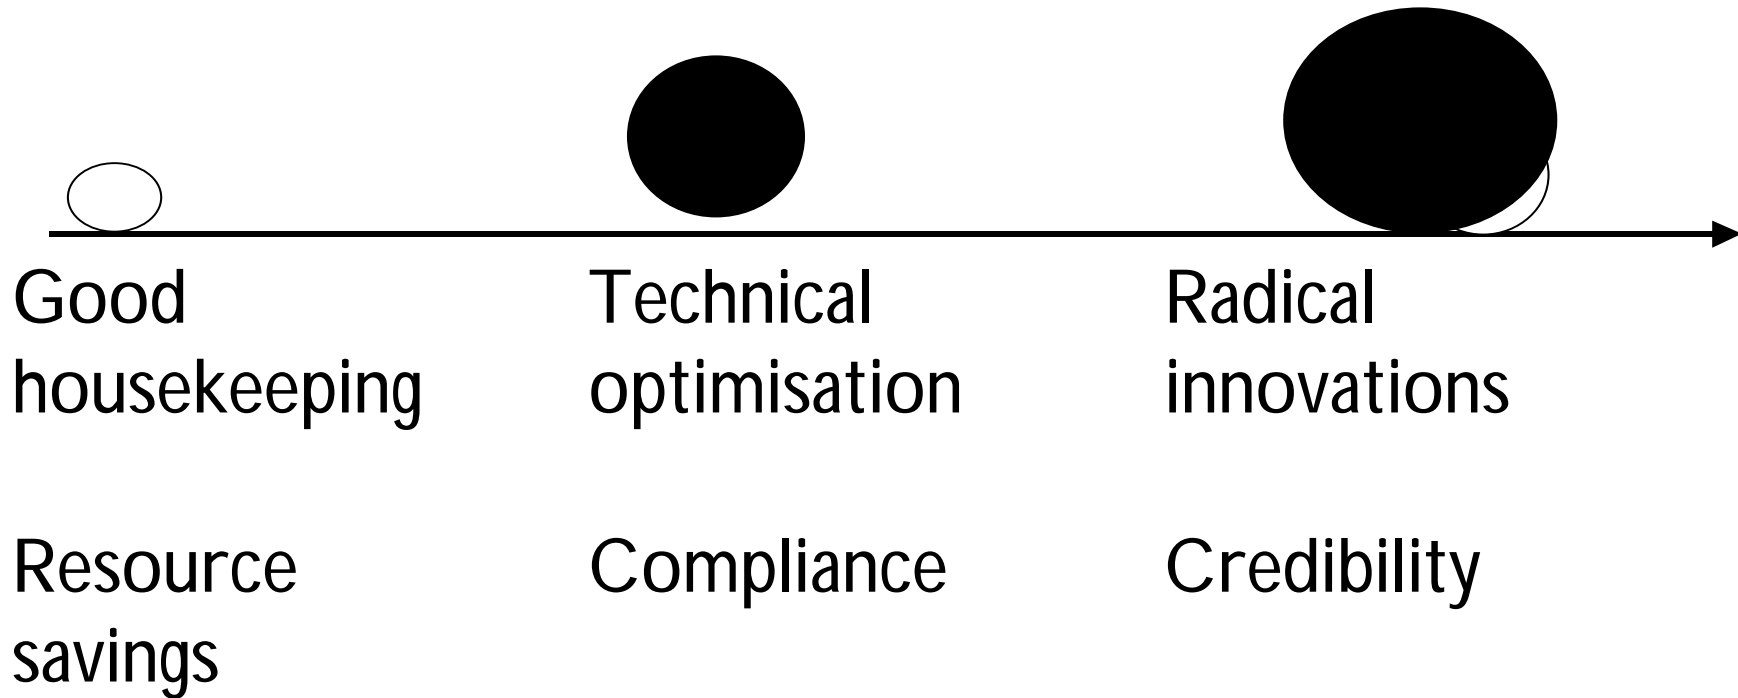 Good
housekeeping
Technical
optimisation
Radical
innovations
Resource
savings
Compliance
Credibility